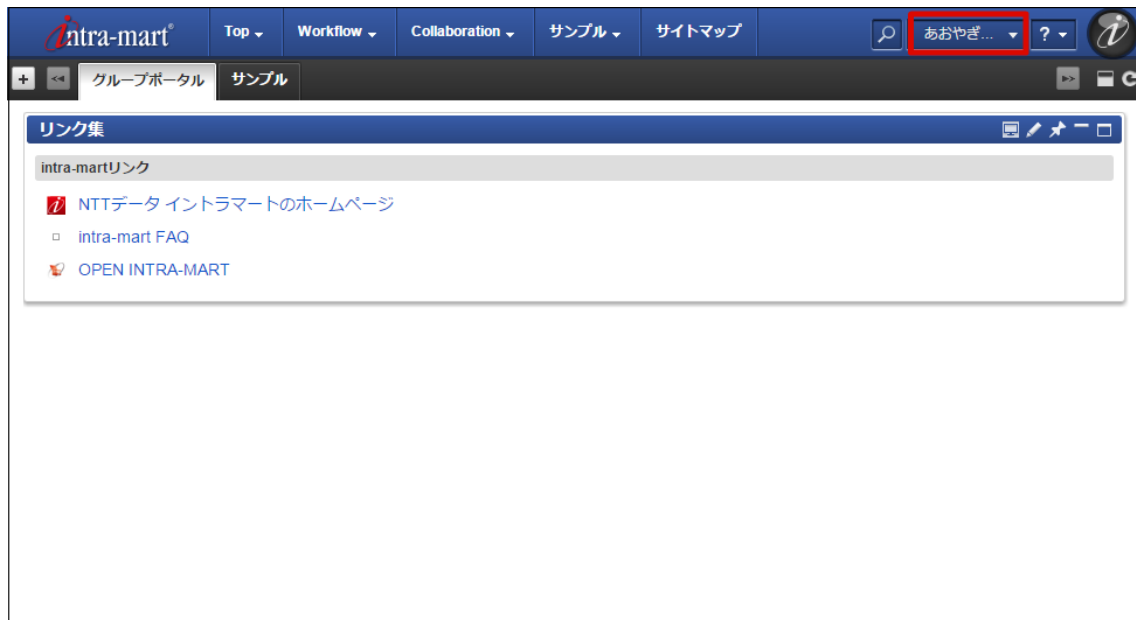 intra-mart® Top Workflow Collaboration サンプル サイトマップ あおやぎ... ?
グループポータル サンプル
リンク集
intra-martリンク
NTTデータ イントラマートのホームページ
intra-mart FAQ
OPEN INTRA-MART